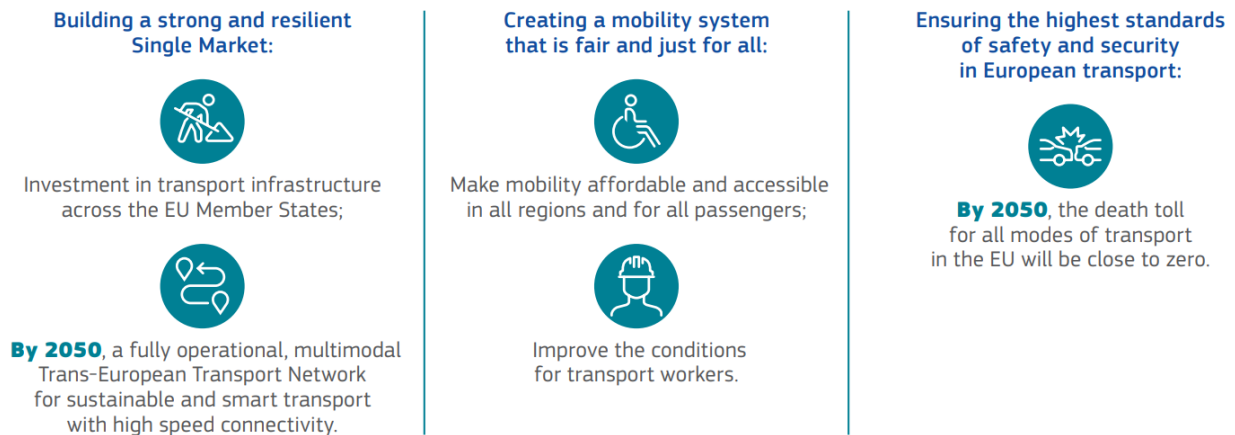 Building a strong and resilient
Single Market:
Investment in transport infrastructure
across the EU Member States;
By 2050, a fully operational, multimodal
Trans-European Transport Network
for sustainable and smart transport
with high speed connectivity.
Creating a mobility system
that is fair and just for all:
Make mobility affordable and accessible
in all regions and for all passengers;
Improve the conditions
for transport workers.
Ensuring the highest standards
of safety and security
in European transport:
By 2050, the death toll
for all modes of transport
in the EU will be close to zero.